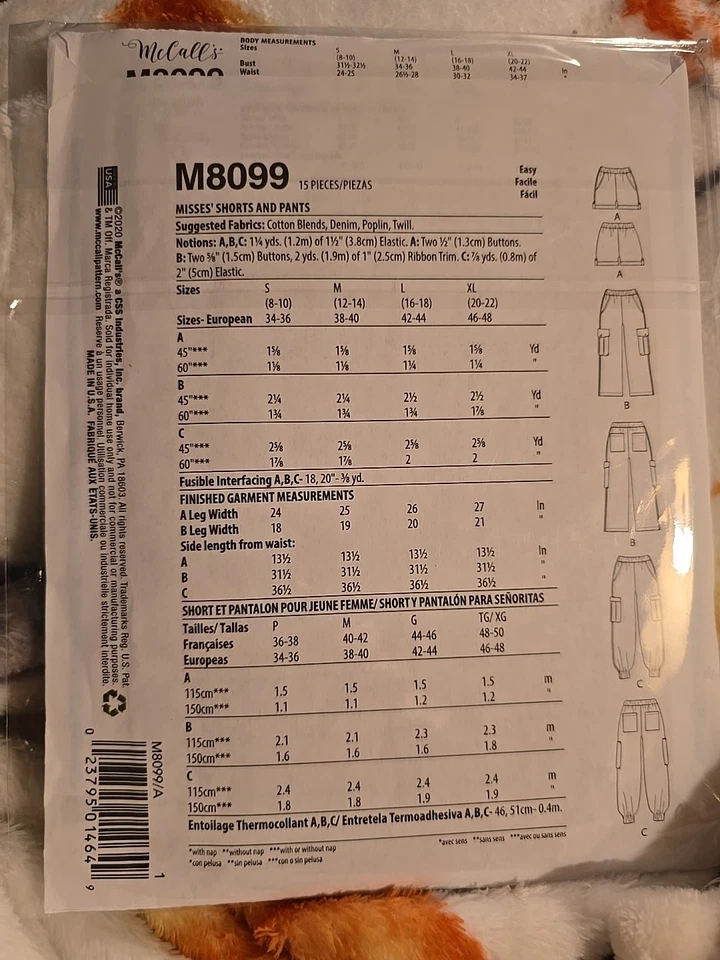 McCall's
BODY MEASUREMENTS
Sizes S M L XL
(8-10) (12-14) (16-18) (20-22)
Bust 31½-32½ 34-36 38-40 42-44 In
Waist 24-25 26½-28 30-32 34-37 "
M8099
M8099 15 PIECES/PIEZAS
Easy
Facile
Fácil
MISSES' SHORTS AND PANTS
Suggested Fabrics: Cotton Blends, Denim, Poplin, Twill.
Notions: A,B,C: 1¼ yds. (1.2m) of 1½" (3.8cm) Elastic. A: Two ½" (1.3cm) Buttons.
B: Two ⅝" (1.5cm) Buttons, 2 yds. (1.9m) of 1" (2.5cm) Ribbon Trim. C: ⅞ yds. (0.8m) of
2" (5cm) Elastic.
Sizes S M L XL
(8-10) (12-14) (16-18) (20-22)
Sizes- European 34-36 38-40 42-44 46-48
A
45"*** 1⅝ 1⅝ 1⅝ 1⅝ Yd
60"*** 1⅛ 1⅛ 1¼ 1¼ "
B
45"*** 2¼ 2¼ 2½ 2½ Yd
60"*** 1¾ 1¾ 1¾ 1⅞ "
C
45"*** 2⅝ 2⅝ 2⅝ 2⅝ Yd
60"*** 1⅞ 1⅞ 2 2 "
Fusible Interfacing A,B,C- 18, 20"- ⅜ yd.
FINISHED GARMENT MEASUREMENTS
A Leg Width 24 25 26 27 In
B Leg Width 18 19 20 21 "
Side length from waist:
A 13½ 13½ 13½ 13½ In
B 31½ 31½ 31½ 31½ "
C 36½ 36½ 36½ 36½ "
SHORT ET PANTALON POUR JEUNE FEMME/ SHORT Y PANTALÓN PARA SEÑORITAS
Tailles/ Tallas P M G TG/ XG
Françaises 36-38 40-42 44-46 48-50
Europeas 34-36 38-40 42-44 46-48
A
115cm*** 1.5 1.5 1.5 1.5 m
150cm*** 1.1 1.1 1.2 1.2 "
B
115cm*** 2.1 2.1 2.3 2.3 m
150cm*** 1.6 1.6 1.6 1.8 "
C
115cm*** 2.4 2.4 2.4 2.4 m
150cm*** 1.8 1.8 1.9 1.9 "
Entoilage Thermocollant A,B,C/ Entretela Termoadhesiva A,B,C- 46, 51cm- 0.4m.
*with nap **without nap ***with or without nap
*avec sens **sans sens ***avec ou sans sens
*con pelusa **sin pelusa ***con o sin pelusa
A
A
B
B
C
C
USA
©2020 McCall's® a CSS Industries, Inc. brand, Berwick, PA 18603. All rights reserved. Trademarks Reg. U.S. Pat.
& TM Off. Marca Registrada. Sold for individual home use only and not for commercial or manufacturing purposes.
www.mccallpattern.com Reservé à un usage personnel. Utilisation commerciale ou industrielle strictement interdite.
MADE IN U.S.A. FABRIQUÉ AUX ÉTATS-UNIS.
M8099/A
0 23795 01464 9
1